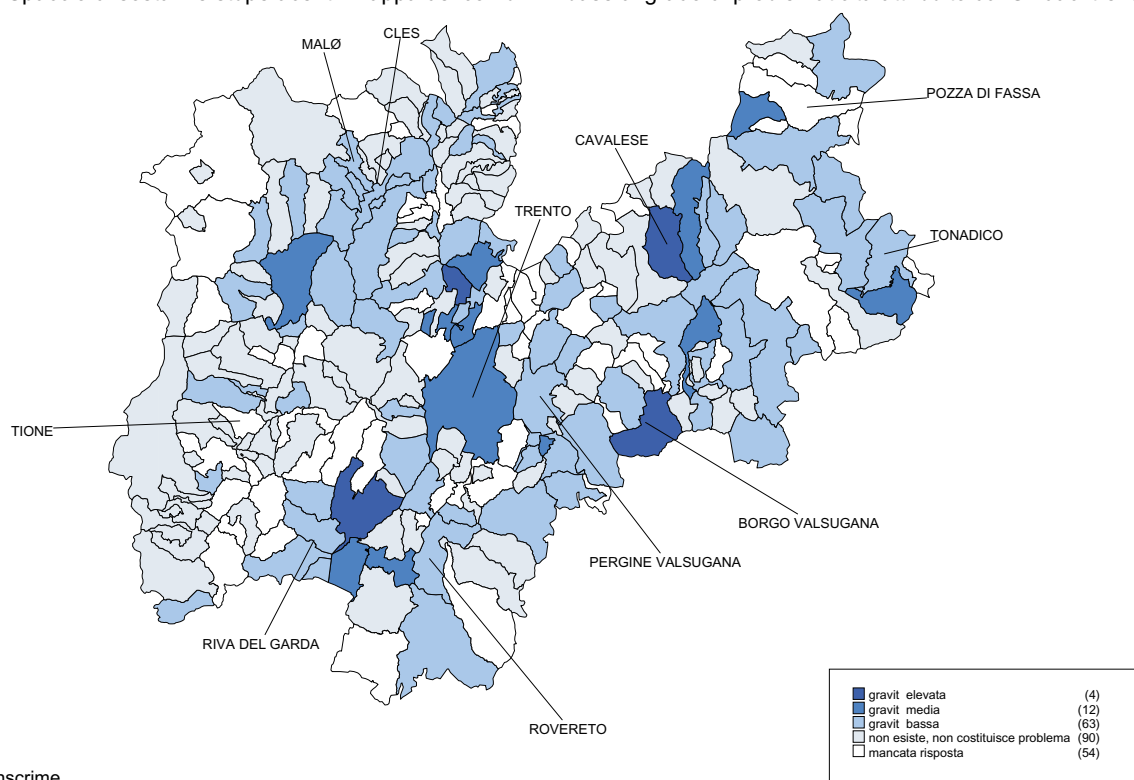 MALØ
CLES
POZZA DI FASSA
CAVALESE
TRENTO
TONADICO
TIONE
BORGO VALSUGANA
PERGINE VALSUGANA
RIVA DEL GARDA
ROVERETO
gravit elevata (4)
gravit media (12)
gravit bassa (63)
non esiste, non costituisce problema (90)
mancata risposta (54)
nscrime